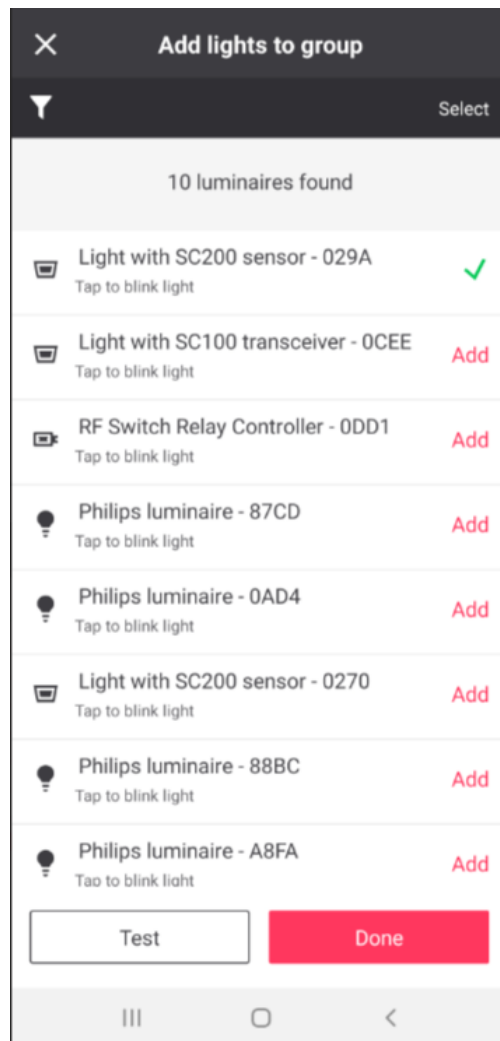 Add lights to group
Select
10 luminaires found
Light with SC200 sensor - 029A
Tap to blink light
Light with SC100 transceiver - 0CEE
Add
Tap to blink light
RF Switch Relay Controller - 0DD1
Add
Tap to blink light
Philips luminaire - 87CD
Add
Tap to blink light
Philips luminaire - 0AD4
Add
Tap to blink light
Light with SC200 sensor - 0270
Add
Tap to blink light
Philips luminaire - 88BC
Add
Tap to blink light
Philips luminaire - A8FA
Add
Tap to blink light
Test
Done